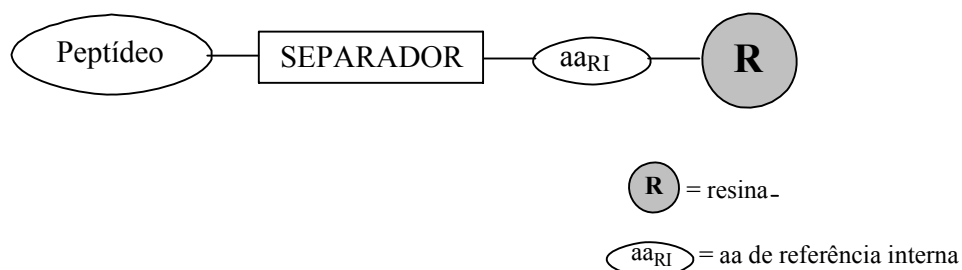 Peptídeo SEPARADOR aaRI R
R = resina-
aaRI = aa de referência interna